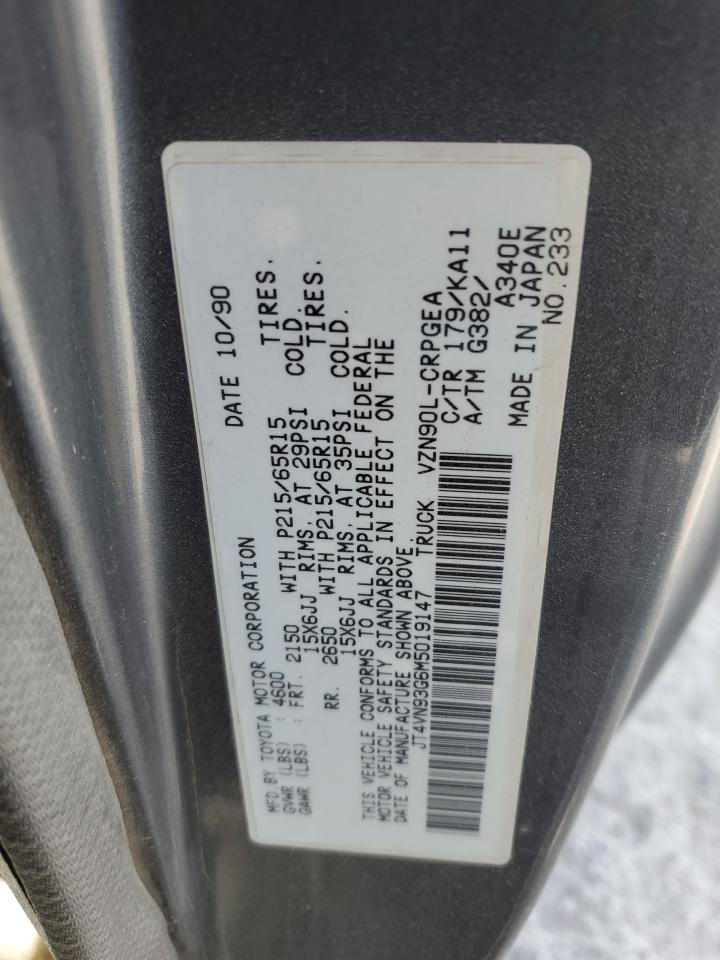 MFD.BY TOYOTA MOTOR CORPORATION DATE 10/90
GVWR (LBS) : 4600
GAWR (LBS) : FRT. 2150 WITH P215/65R15 TIRES.
15X6JJ RIMS, AT 29PSI COLD.
RR. 2650 WITH P215/65R15 TIRES.
15X6JJ RIMS, AT 35PSI COLD.
THIS VEHICLE CONFORMS TO ALL APPLICABLE FEDERAL
MOTOR VEHICLE SAFETY STANDARDS IN EFFECT ON THE
DATE OF MANUFACTURE SHOWN ABOVE.
JT4VN93G6M5019147 TRUCK VZN90L-CRPGEA
C/TR 179/KA11
A/TM G382/ A340E
MADE IN JAPAN
NO.233